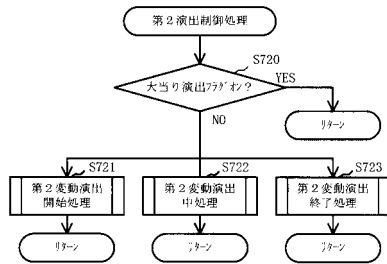 第2演出制御処理
S720
大当り演出フラグオン?
YES
リターン
NO
S721
S722
S723
第2変動演出
開始処理
第2変動演出
中処理
第2変動演出
終了処理
リターン
リターン
リターン